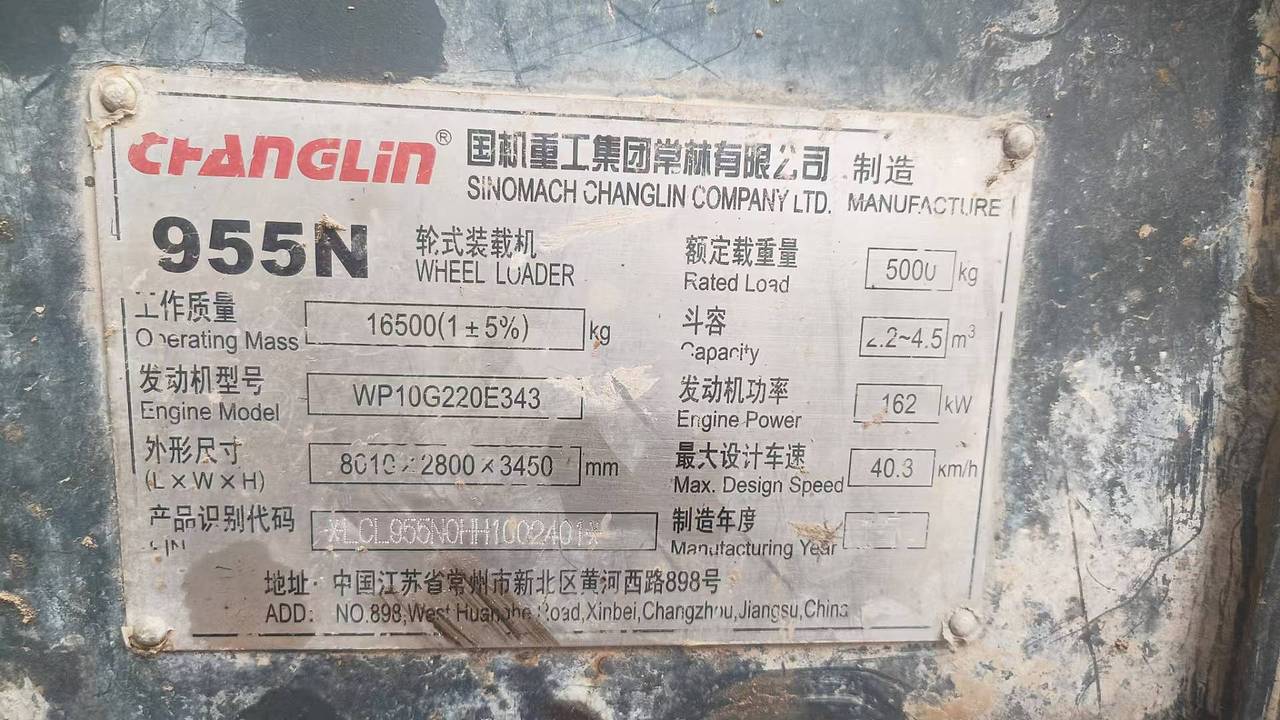 CHANGLIN® 国机重工集团常林有限公司 制造
SINOMACH CHANGLIN COMPANY LTD. MANUFACTURE
955N 轮式装载机
WHEEL LOADER
额定载重量 5000 kg
Rated Load
工作质量 16500(1±5%) kg
Operating Mass
斗容 2.2~4.5 m³
Capacity
发动机型号 WP10G220E343
Engine Model
发动机功率 162 kW
Engine Power
外形尺寸 8010×2800×3450 mm
(L×W×H)
最大设计车速 40.3 km/h
Max. Design Speed
产品识别代码
制造年度
Manufacturing Year
地址: 中国江苏省常州市新北区黄河西路898号
ADD: NO.898,West Huanghe Road,Xinbei,Changzhou,Jiangsu,China